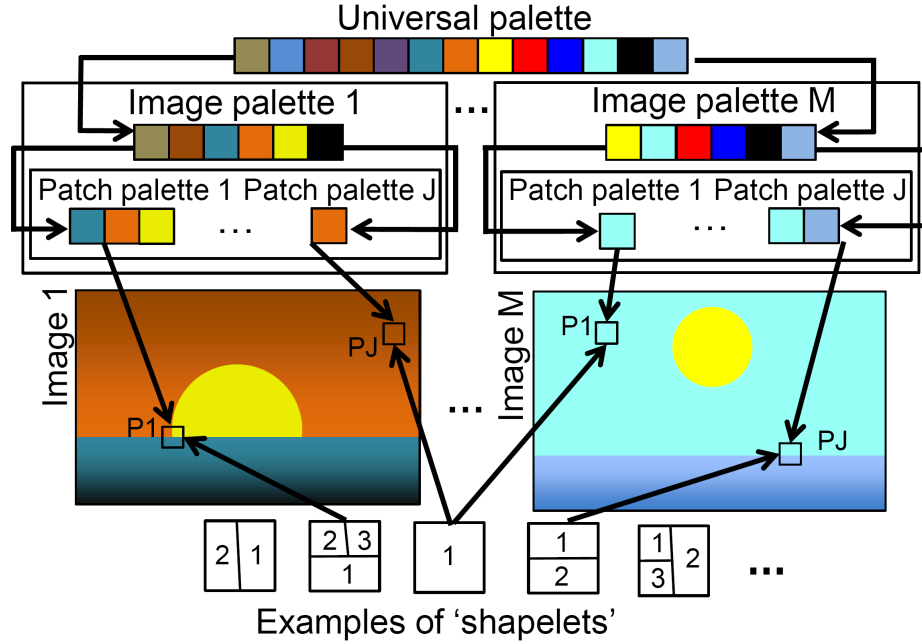 Universal palette
Image palette 1
...
Image palette M
Patch palette 1 Patch palette J
...
Patch palette 1 Patch palette J
...
Image 1
P1
PJ
...
Image M
P1
PJ
2 1
2 3
1
1
1
2
1
3
2
...
Examples of ‘shapelets’